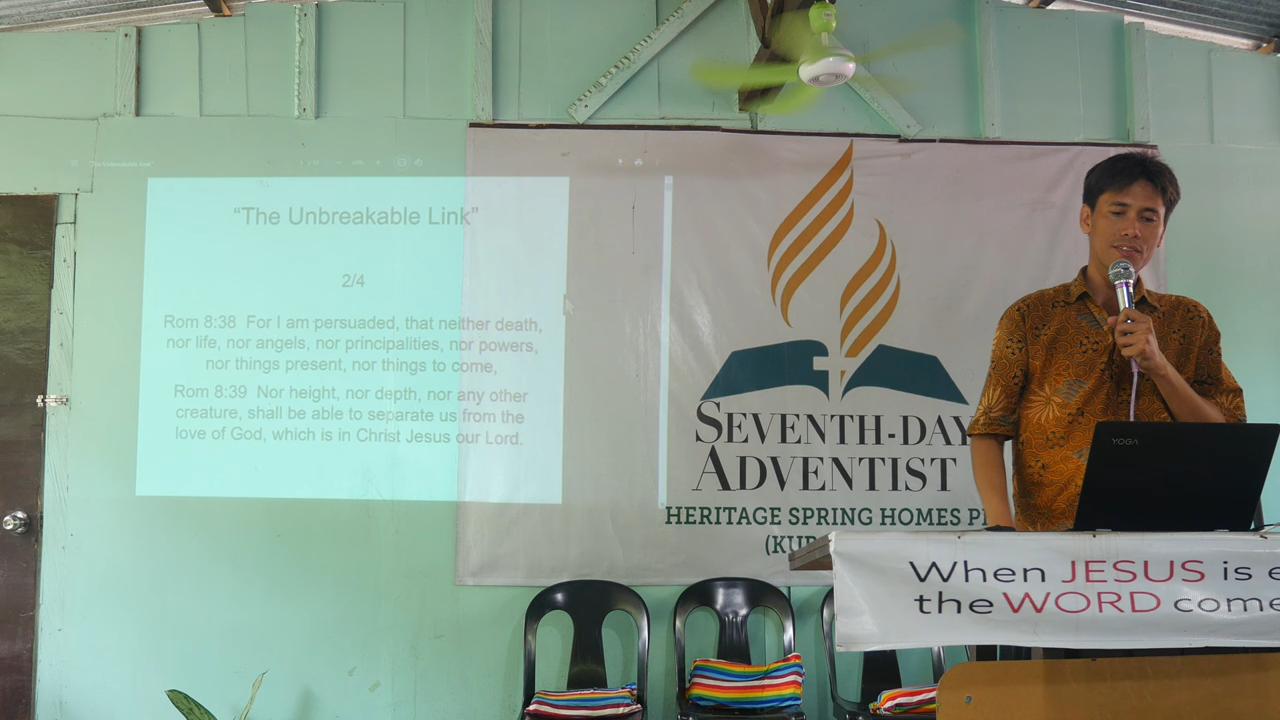 "The Unbreakable Link"
"The Unbreakable Link"
2/4
Rom 8:38 For I am persuaded, that neither death,
nor life, nor angels, nor principalities, nor powers,
nor things present, nor things to come,
Rom 8:39 Nor height, nor depth, nor any other
creature, shall be able to separate us from the
love of God, which is in Christ Jesus our Lord.
SEVENTH-DAY
ADVENTIST
HERITAGE SPRING HOMES
YOGA
When JESUS is
the WORD come